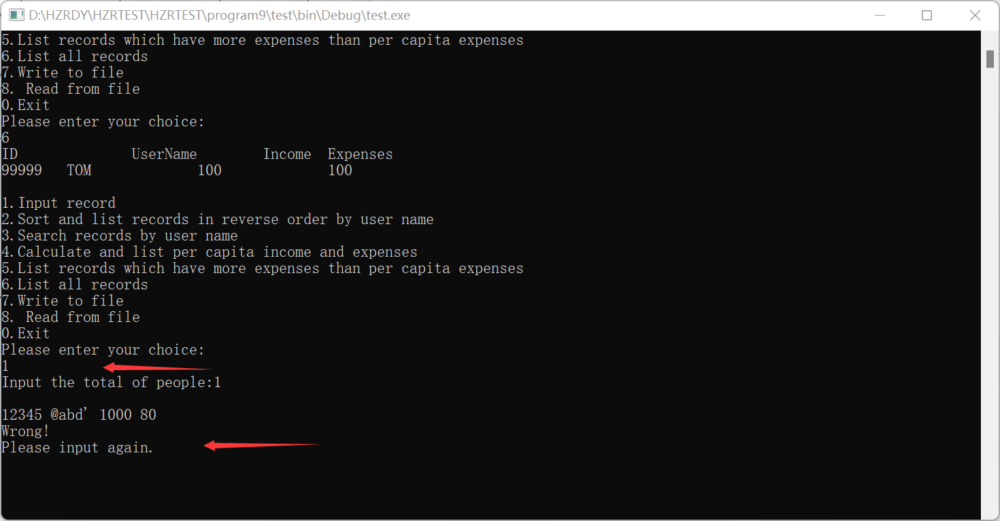 D:\HZRDY\HZRTEST\HZRTEST\program9\test\bin\Debug\test.exe
5.List records which have more expenses than per capita expenses
6.List all records
7.Write to file
8. Read from file
0.Exit
Please enter your choice:
6
ID UserName Income Expenses
99999 TOM 100 100
1.Input record
2.Sort and list records in reverse order by user name
3.Search records by user name
4.Calculate and list per capita income and expenses
5.List records which have more expenses than per capita expenses
6.List all records
7.Write to file
8. Read from file
0.Exit
Please enter your choice:
1
Input the total of people:1
12345 @abd' 1000 80
Wrong!
Please input again.